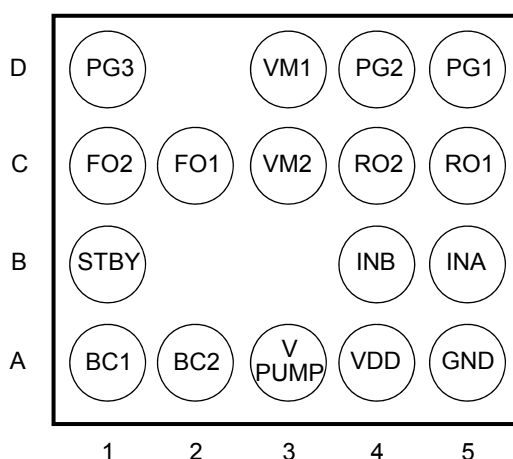 D PG3 VM1 PG2 PG1
C FO2 FO1 VM2 RO2 RO1
B STBY INB INA
A BC1 BC2 V PUMP VDD GND
1 2 3 4 5